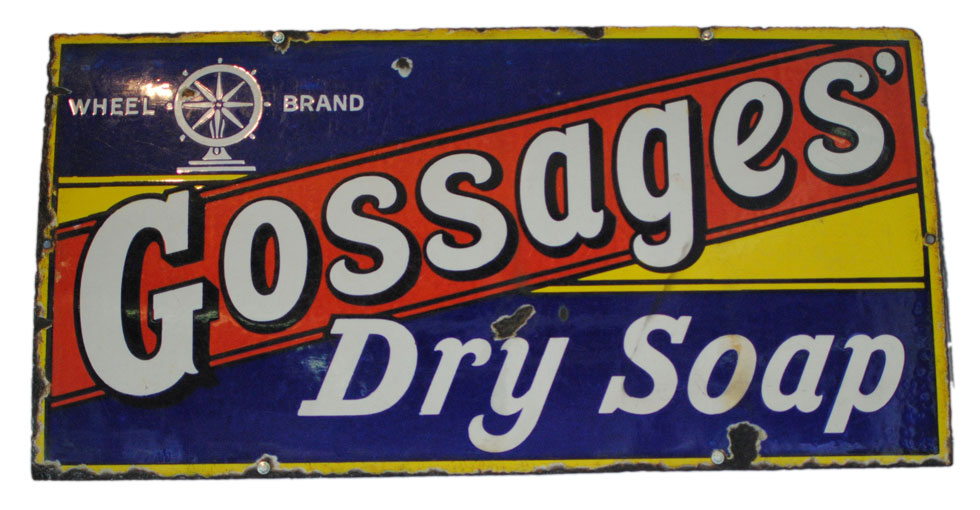 WHEEL BRAND
Gossages'
Dry Soap